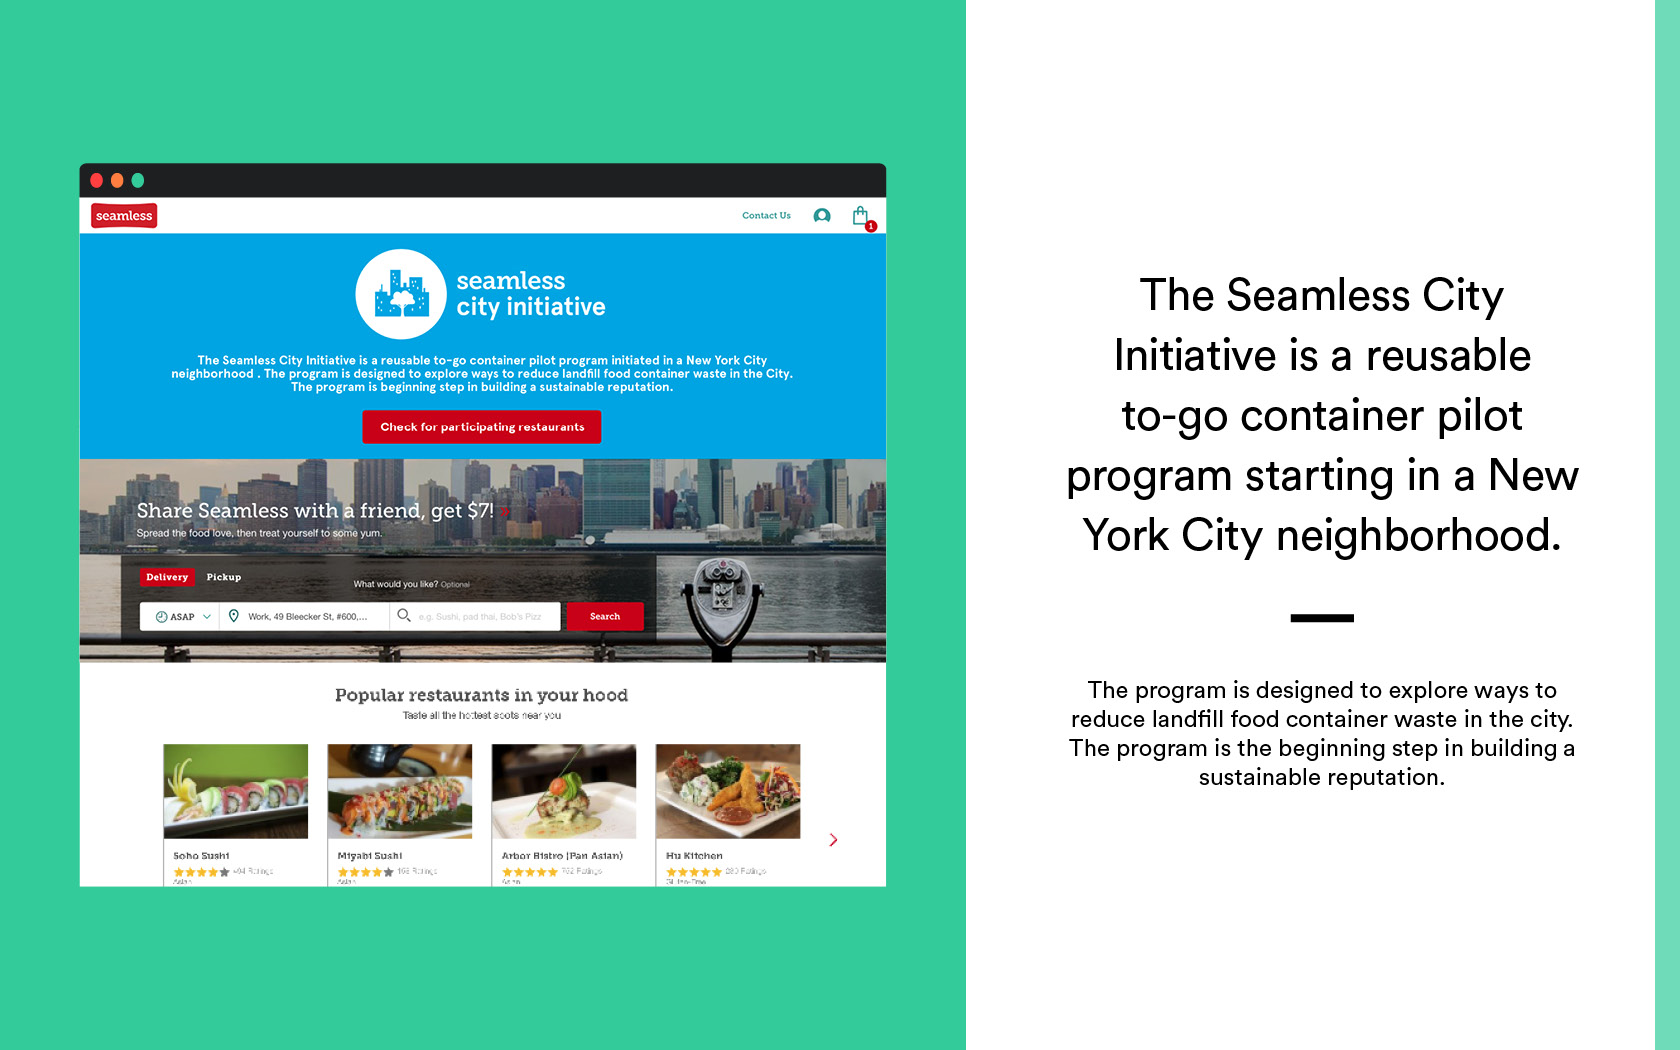 seamless
Contact Us
1
seamless
city initiative
The Seamless City Initiative is a reusable to-go container pilot program initiated in a New York City
neighborhood . The program is designed to explore ways to reduce landfill food container waste in the City.
The program is beginning step in building a sustainable reputation.
Check for participating restaurants
Share Seamless with a friend, get $7! »
Spread the food love, then treat yourself to some yum.
Delivery Pickup
What would you like? Optional
ASAP
Work, 49 Bleecker St, #600,...
e.g. Sushi, pad thai, Bob's Pizz
Search
Popular restaurants in your hood
Taste all the hottest spots near you
Soho Sushi
494 Ratings
Asian
Miyabi Sushi
Ratings
Asian
Arbor Bistro (Pan Asian)
Ratings
Asian
Hu Kitchen
Ratings
Gluten-Free
The Seamless City
Initiative is a reusable
to-go container pilot
program starting in a New
York City neighborhood.
The program is designed to explore ways to
reduce landfill food container waste in the city.
The program is the beginning step in building a
sustainable reputation.